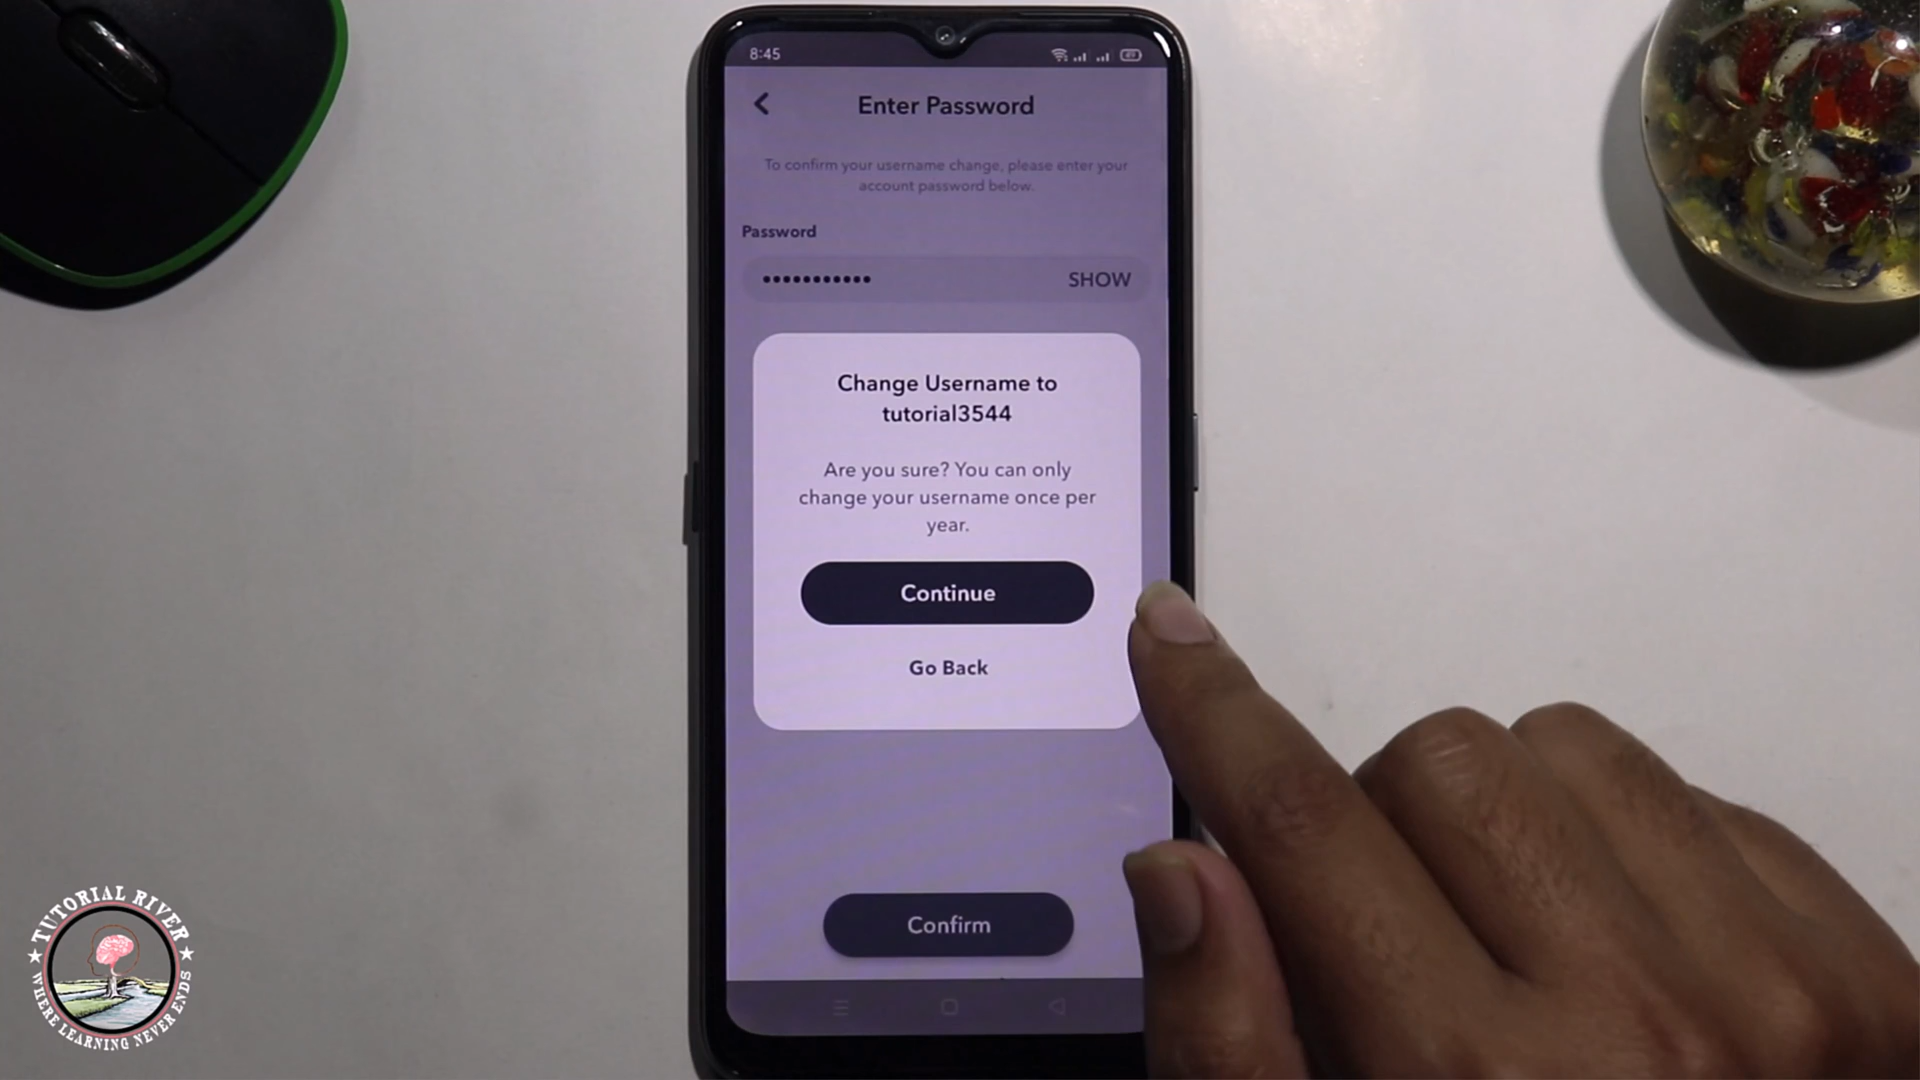 8:45
Enter Password
To confirm your username change, please enter your
account password below.
Password
•••••••••••
SHOW
Change Username to
tutorial3544
Are you sure? You can only
change your username once per
year.
Continue
Go Back
Confirm
TUTORIAL RIVER
WHERE LEARNING NEVER ENDS